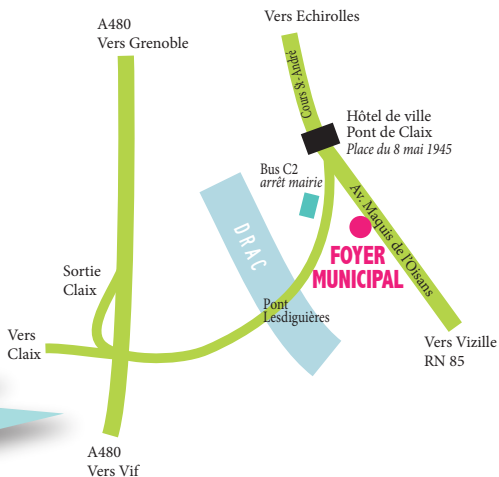 A480
Vers Grenoble
Vers Echirolles
Cours St-André
Hôtel de ville
Pont de Claix
Place du 8 mai 1945
Bus C2
arrêt mairie
Av. Maquis de l'Oisans
DRAC
FOYER
MUNICIPAL
Sortie
Claix
Pont
Lesdiguières
Vers
Claix
Vers Vizille
RN 85
A480
Vers Vif